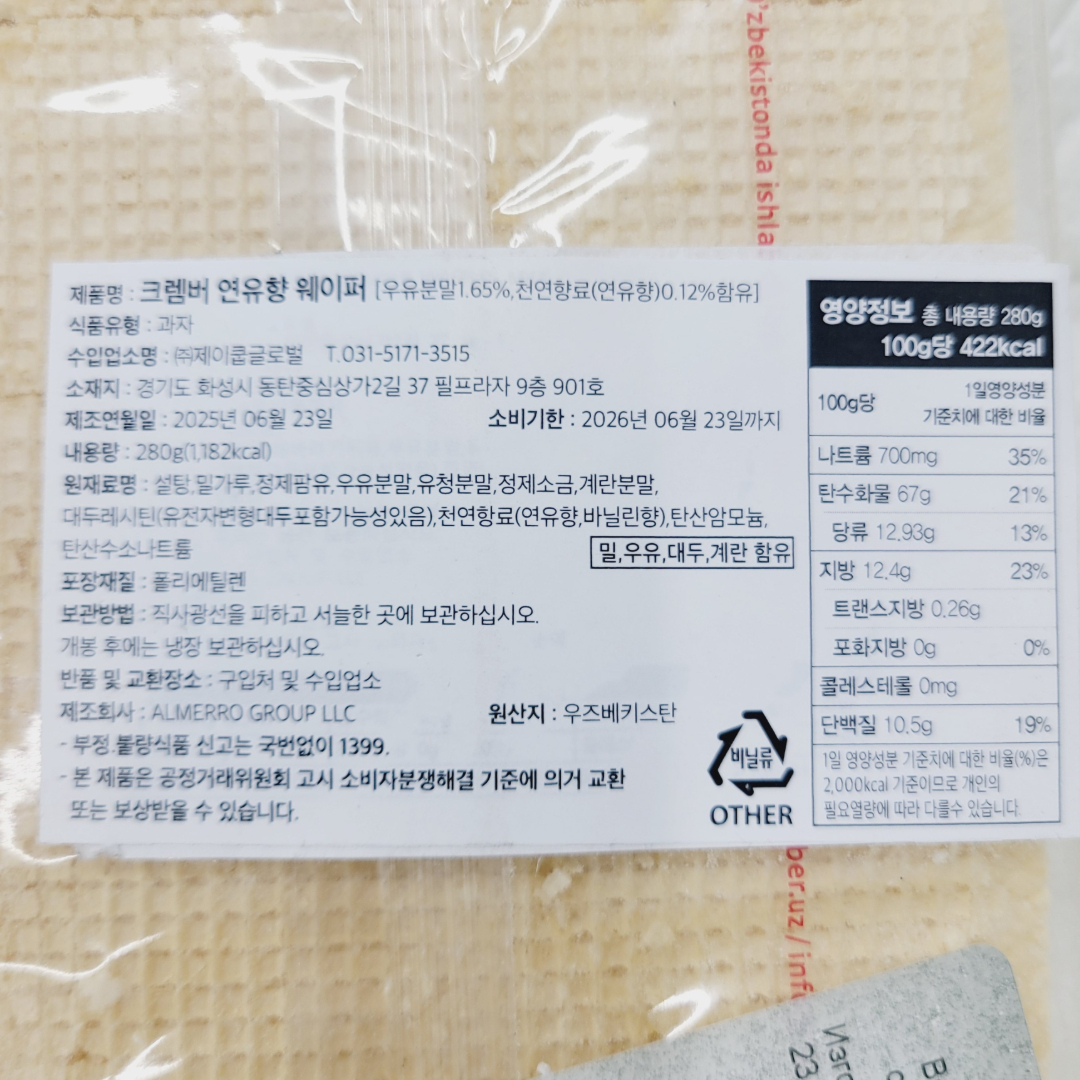 o'zbekistonda ishla
제품명 : 크렘버 연유향 웨이퍼 [우유분말1.65%,천연향료(연유향)0.12%함유]
식품유형 : 과자
수입업소명 : ㈜제이쿱글로벌 T.031-5171-3515
소재지 : 경기도 화성시 동탄중심상가2길 37 필프라자 9층 901호
제조연월일 : 2025년 06월 23일 소비기한 : 2026년 06월 23일까지
내용량 : 280g(1,182kcal)
원재료명 : 설탕,밀가루,정제팜유,우유분말,유청분말,정제소금,계란분말,
대두레시틴(유전자변형대두포함가능성있음),천연향료(연유향,바닐린향),탄산암모늄,
탄산수소나트륨
밀,우유,대두,계란 함유
포장재질 : 폴리에틸렌
보관방법 : 직사광선을 피하고 서늘한 곳에 보관하십시오.
개봉 후에는 냉장 보관하십시오.
반품 및 교환장소 : 구입처 및 수입업소
제조회사 : ALMERRO GROUP LLC 원산지 : 우즈베키스탄
- 부정.불량식품 신고는 국번없이 1399.
- 본 제품은 공정거래위원회 고시 소비자분쟁해결 기준에 의거 교환
또는 보상받을 수 있습니다.
비닐류
OTHER
영양정보 총 내용량 280g
100g당 422kcal
100g당 1일영양성분
기준치에 대한 비율
나트륨 700mg 35%
탄수화물 67g 21%
당류 12.93g 13%
지방 12.4g 23%
트랜스지방 0.26g
포화지방 0g 0%
콜레스테롤 0mg
단백질 10.5g 19%
1일 영양성분 기준치에 대한 비율(%)은
2,000kcal 기준이므로 개인의
필요열량에 따라 다를수 있습니다.
ber.uz / inf
Изго
23